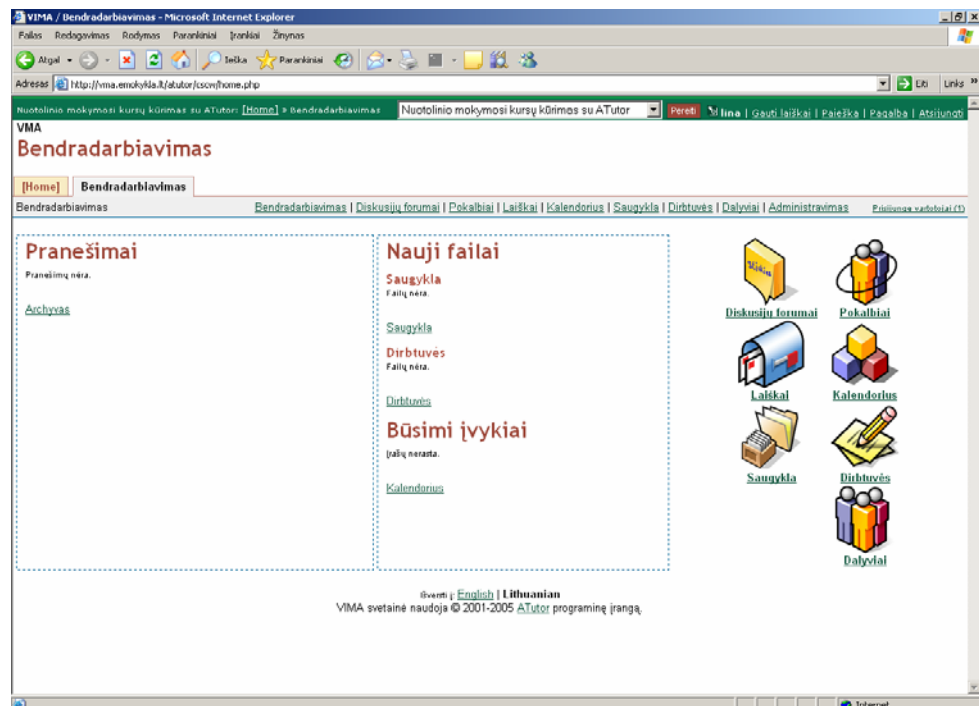 VIMA / Bendradarbiavimas - Microsoft Internet Explorer
Failas Redagavimas Rodymas Parankiniai Įrankiai Žinynas
Atgal Ieška Parankiniai
Adresas http://vma.emokykla.lt/atutor/cscw/home.php Eiti Links »
Nuotolinio mokymosi kursų kūrimas su ATutor: [Home] » Bendradarbiavimas Nuotolinio mokymosi kursų kūrimas su ATutor Pereiti lina | Gauti laiškai | Paieška | Pagalba | Atsijungti
VMA
Bendradarbiavimas
[Home] Bendradarbiavimas
Bendradarbiavimas Bendradarbiavimas | Diskusijų forumai | Pokalbiai | Laiškai | Kalendorius | Saugykla | Dirbtuvės | Dalyviai | Administravimas Prisijungę vartotojai (1)
Pranešimai
Pranešimų nėra.
Archyvas
Nauji failai
Saugykla
Failų nėra.
Saugykla
Dirbtuvės
Failų nėra.
Dirbtuvės
Būsimi įvykiai
Įrašų nerasta.
Kalendorius
Diskusijų forumai Pokalbiai
Laiškai Kalendorius
Saugykla Dirbtuvės
Dalyviai
į: English | Lithuanian
VIMA svetainė naudoja © 2001-2005 ATutor programinę įrangą.
Internet